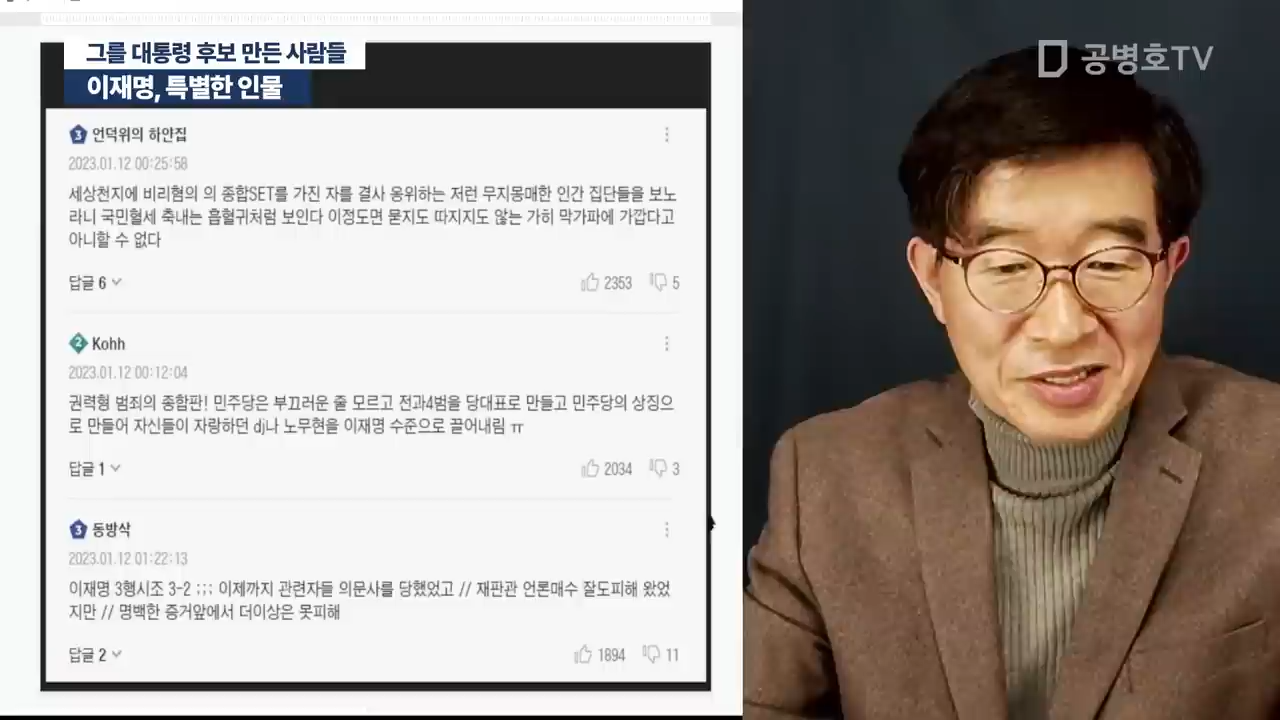 그를 대통령 후보 만든 사람들
이재명, 특별한 인물
공병호TV
3 언덕위의 하얀집
2023.01.12 00:25:58
세상천지에 비리혐의 의 종합SET를 가진 자를 결사 옹위하는 저런 무지몽매한 인간 집단들을 보노
라니 국민혈세 축내는 흡혈귀처럼 보인다 이정도면 묻지도 따지지도 않는 가히 막가파에 가깝다고
아니할 수 없다
답글 6
2353 5
2 Kohh
2023.01.12 00:12:04
권력형 범죄의 종합판! 민주당은 부끄러운 줄 모르고 전과4범을 당대표로 만들고 민주당의 상징으
로 만들어 자신들이 자랑하던 dj나 노무현을 이재명 수준으로 끌어내림 ㅠ
답글 1
2034 3
3 동방삭
2023.01.12 01:22:13
이재명 3행시조 3-2 ;;; 이제까지 관련자들 의문사를 당했었고 // 재판관 언론매수 잘도피해 왔었
지만 // 명백한 증거앞에서 더이상은 못피해
답글 2
1894 11